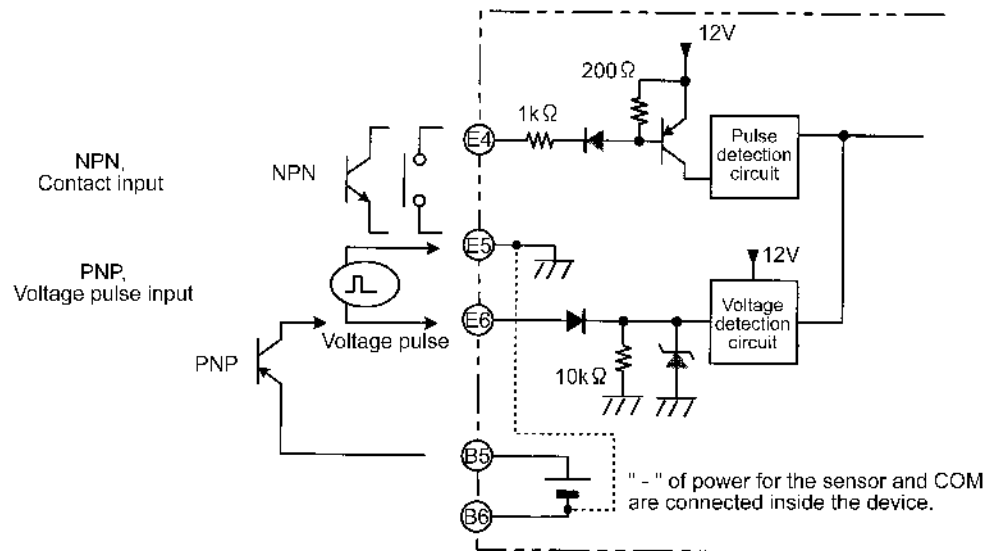 12V
200Ω
1kΩ
E4
Pulse
detection
circuit
NPN,
Contact input
NPN
E5
PNP,
Voltage pulse input
12V
E6
Voltage
detection
circuit
Voltage pulse
PNP
10kΩ
B5
" - " of power for the sensor and COM
are connected inside the device.
B6